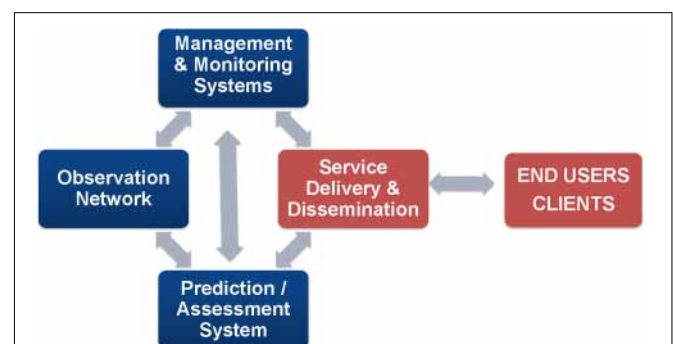 Management
& Monitoring
Systems
Observation
Network
Service
Delivery &
Dissemination
END USERS
CLIENTS
Prediction /
Assessment
System